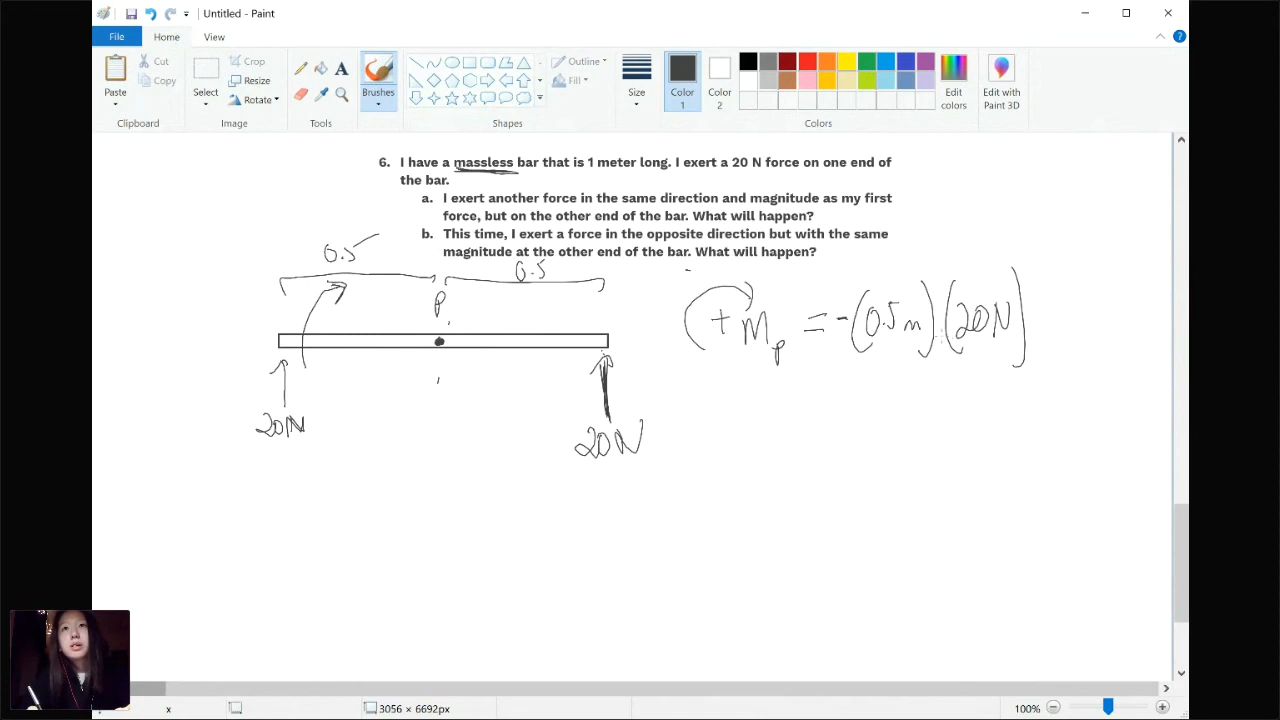 Untitled - Paint
File Home View
Paste
Cut
Copy
Clipboard
Select
Crop
Resize
Rotate
Image
A
Tools
Brushes
Outline
Fill
Shapes
Size
Color 1
Color 2
Edit colors
Edit with Paint 3D
Colors
6. I have a massless bar that is 1 meter long. I exert a 20 N force on one end of
the bar.
a. I exert another force in the same direction and magnitude as my first
force, but on the other end of the bar. What will happen?
b. This time, I exert a force in the opposite direction but with the same
magnitude at the other end of the bar. What will happen?
0.5
0.5
P
+ Mp = -(0.5m)(20N)
20N
20N
3056 × 6692px
100%